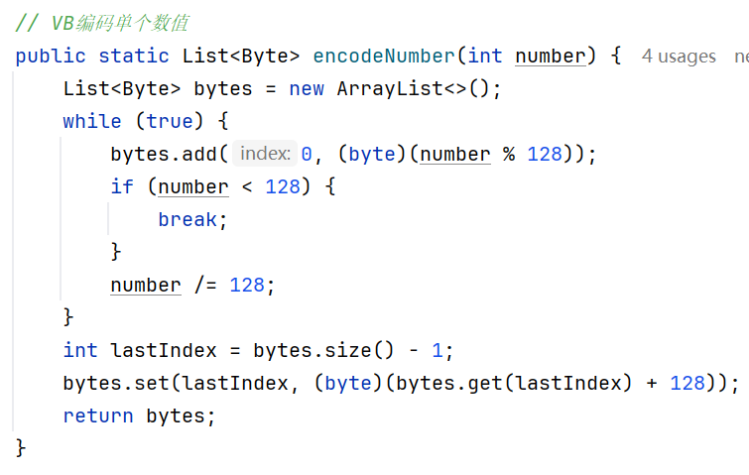 // VB编码单个数值
public static List<Byte> encodeNumber(int number) { 4 usages ne
    List<Byte> bytes = new ArrayList<>();
    while (true) {
        bytes.add( index: 0, (byte)(number % 128));
        if (number < 128) {
            break;
        }
        number /= 128;
    }
    int lastIndex = bytes.size() - 1;
    bytes.set(lastIndex, (byte)(bytes.get(lastIndex) + 128));
    return bytes;
}